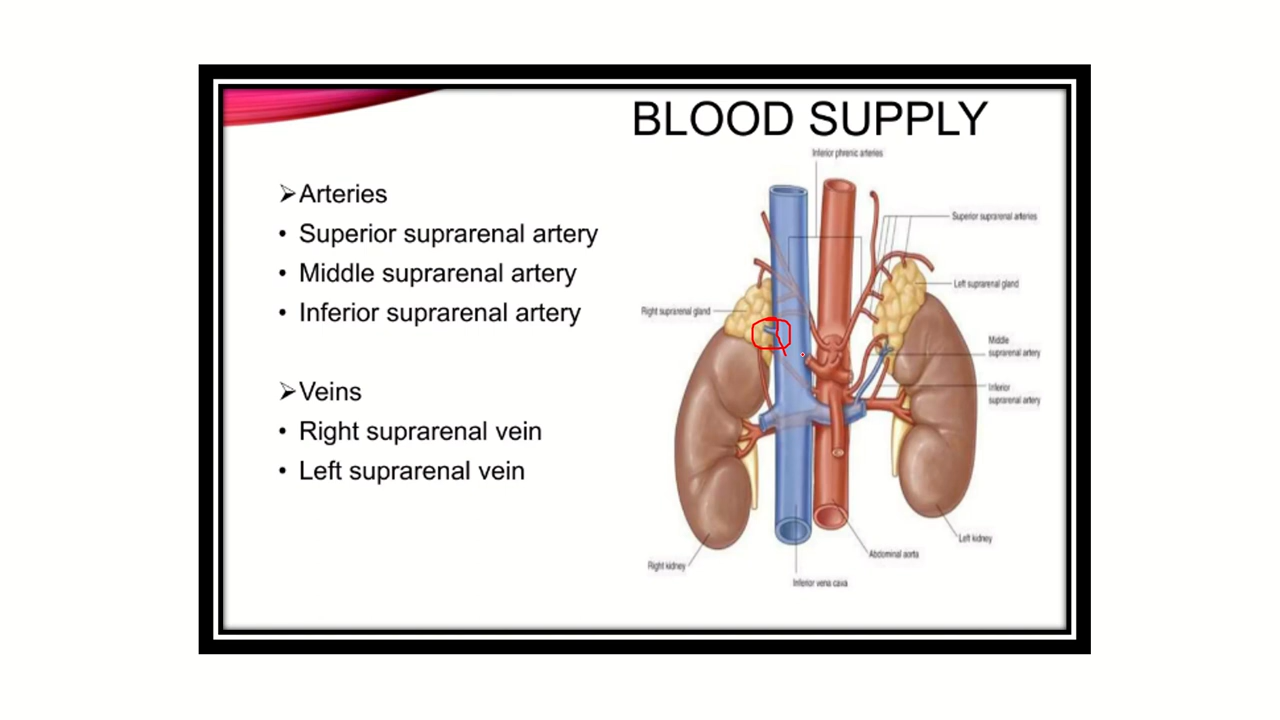 BLOOD SUPPLY
➢Arteries
• Superior suprarenal artery
• Middle suprarenal artery
• Inferior suprarenal artery
➢Veins
• Right suprarenal vein
• Left suprarenal vein
Inferior phrenic arteries
Superior suprarenal arteries
Left suprarenal gland
Right suprarenal gland
Middle
suprarenal artery
Inferior
suprarenal artery
Left kidney
Abdominal aorta
Right kidney
Inferior vena cava